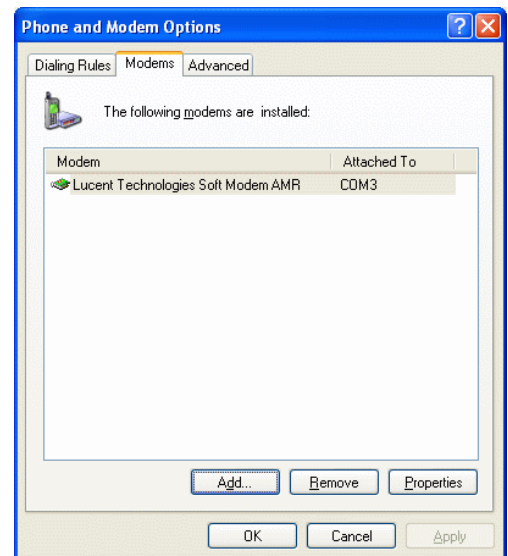 Phone and Modem Options
Dialing Rules Modems Advanced
The following modems are installed:
Modem Attached To
Lucent Technologies Soft Modem AMR COM3
Add... Remove Properties
OK Cancel Apply